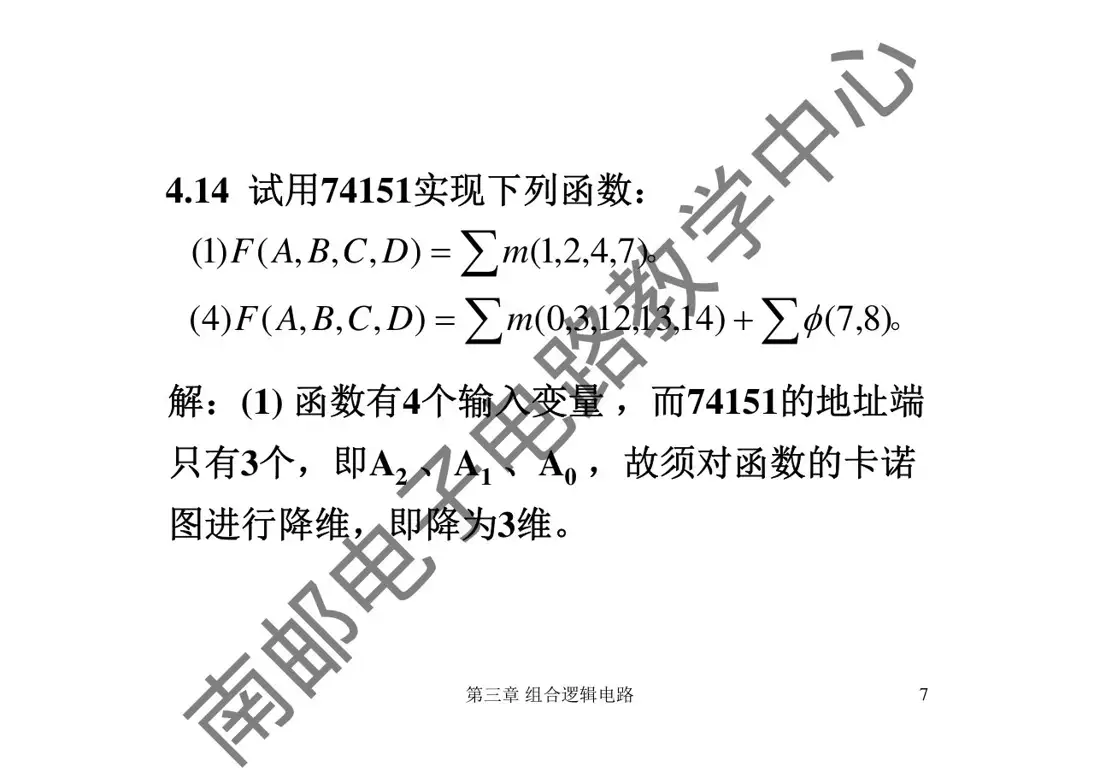 4.14 试用74151实现下列函数：
(1)F(A,B,C,D)=∑m(1,2,4,7)。
(4)F(A,B,C,D)=∑m(0,3,12,13,14)+∑ϕ(7,8)。
解：(1) 函数有4个输入变量，而74151的地址端
只有3个，即A₂、A₁、A₀，故须对函数的卡诺
图进行降维，即降为3维。
南邮电子电路教学中心
第三章 组合逻辑电路 7